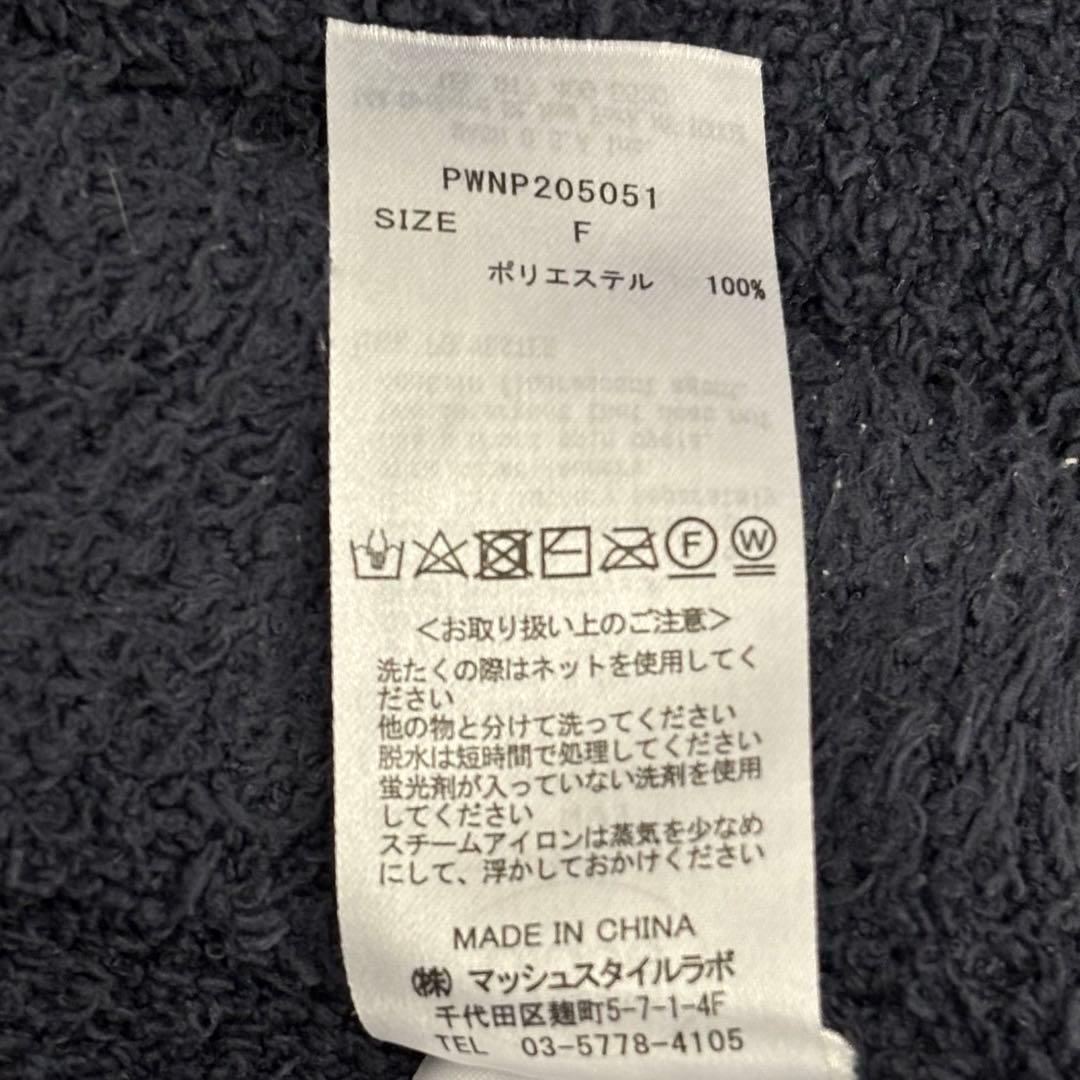 PWNP205051
SIZE F
ポリエステル 100%
F W
<お取り扱い上のご注意>
洗たくの際はネットを使用してく
ださい
他の物と分けて洗ってください
脱水は短時間で処理してください
蛍光剤が入っていない洗剤を使用
してください
スチームアイロンは蒸気を少なめ
にして、浮かしておかけください
MADE IN CHINA
(株) マッシュスタイルラボ
千代田区麹町5-7-1-4F
TEL 03-5778-4105